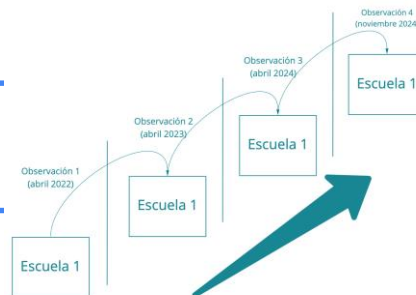 Observación 4
(noviembre 2024
Escuela 1
Observación 3
(abril 2024)
Escuela 1
Observación 2
(abril 2023)
Escuela 1
Observación 1
(abril 2022)
Escuela 1